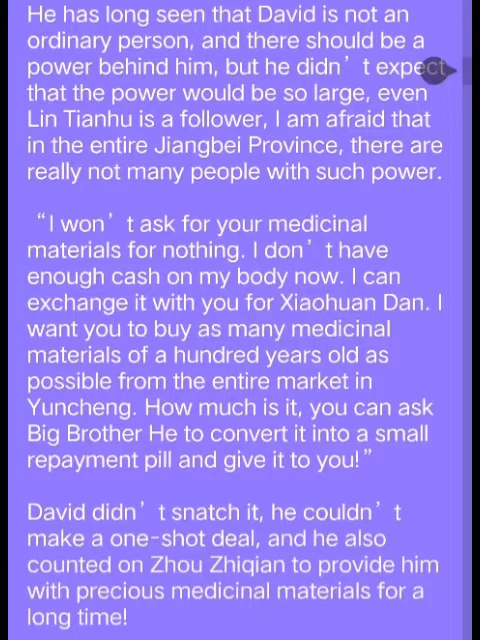 He has long seen that David is not an
ordinary person, and there should be a
power behind him, but he didn’t expect
that the power would be so large, even
Lin Tianhu is a follower, I am afraid that
in the entire Jiangbei Province, there are
really not many people with such power.
“I won’t ask for your medicinal
materials for nothing. I don’t have
enough cash on my body now. I can
exchange it with you for Xiaohuan Dan. I
want you to buy as many medicinal
materials of a hundred years old as
possible from the entire market in
Yuncheng. How much is it, you can ask
Big Brother He to convert it into a small
repayment pill and give it to you!”
David didn’t snatch it, he couldn’t
make a one-shot deal, and he also
counted on Zhou Zhiqian to provide him
with precious medicinal materials for a
long time!